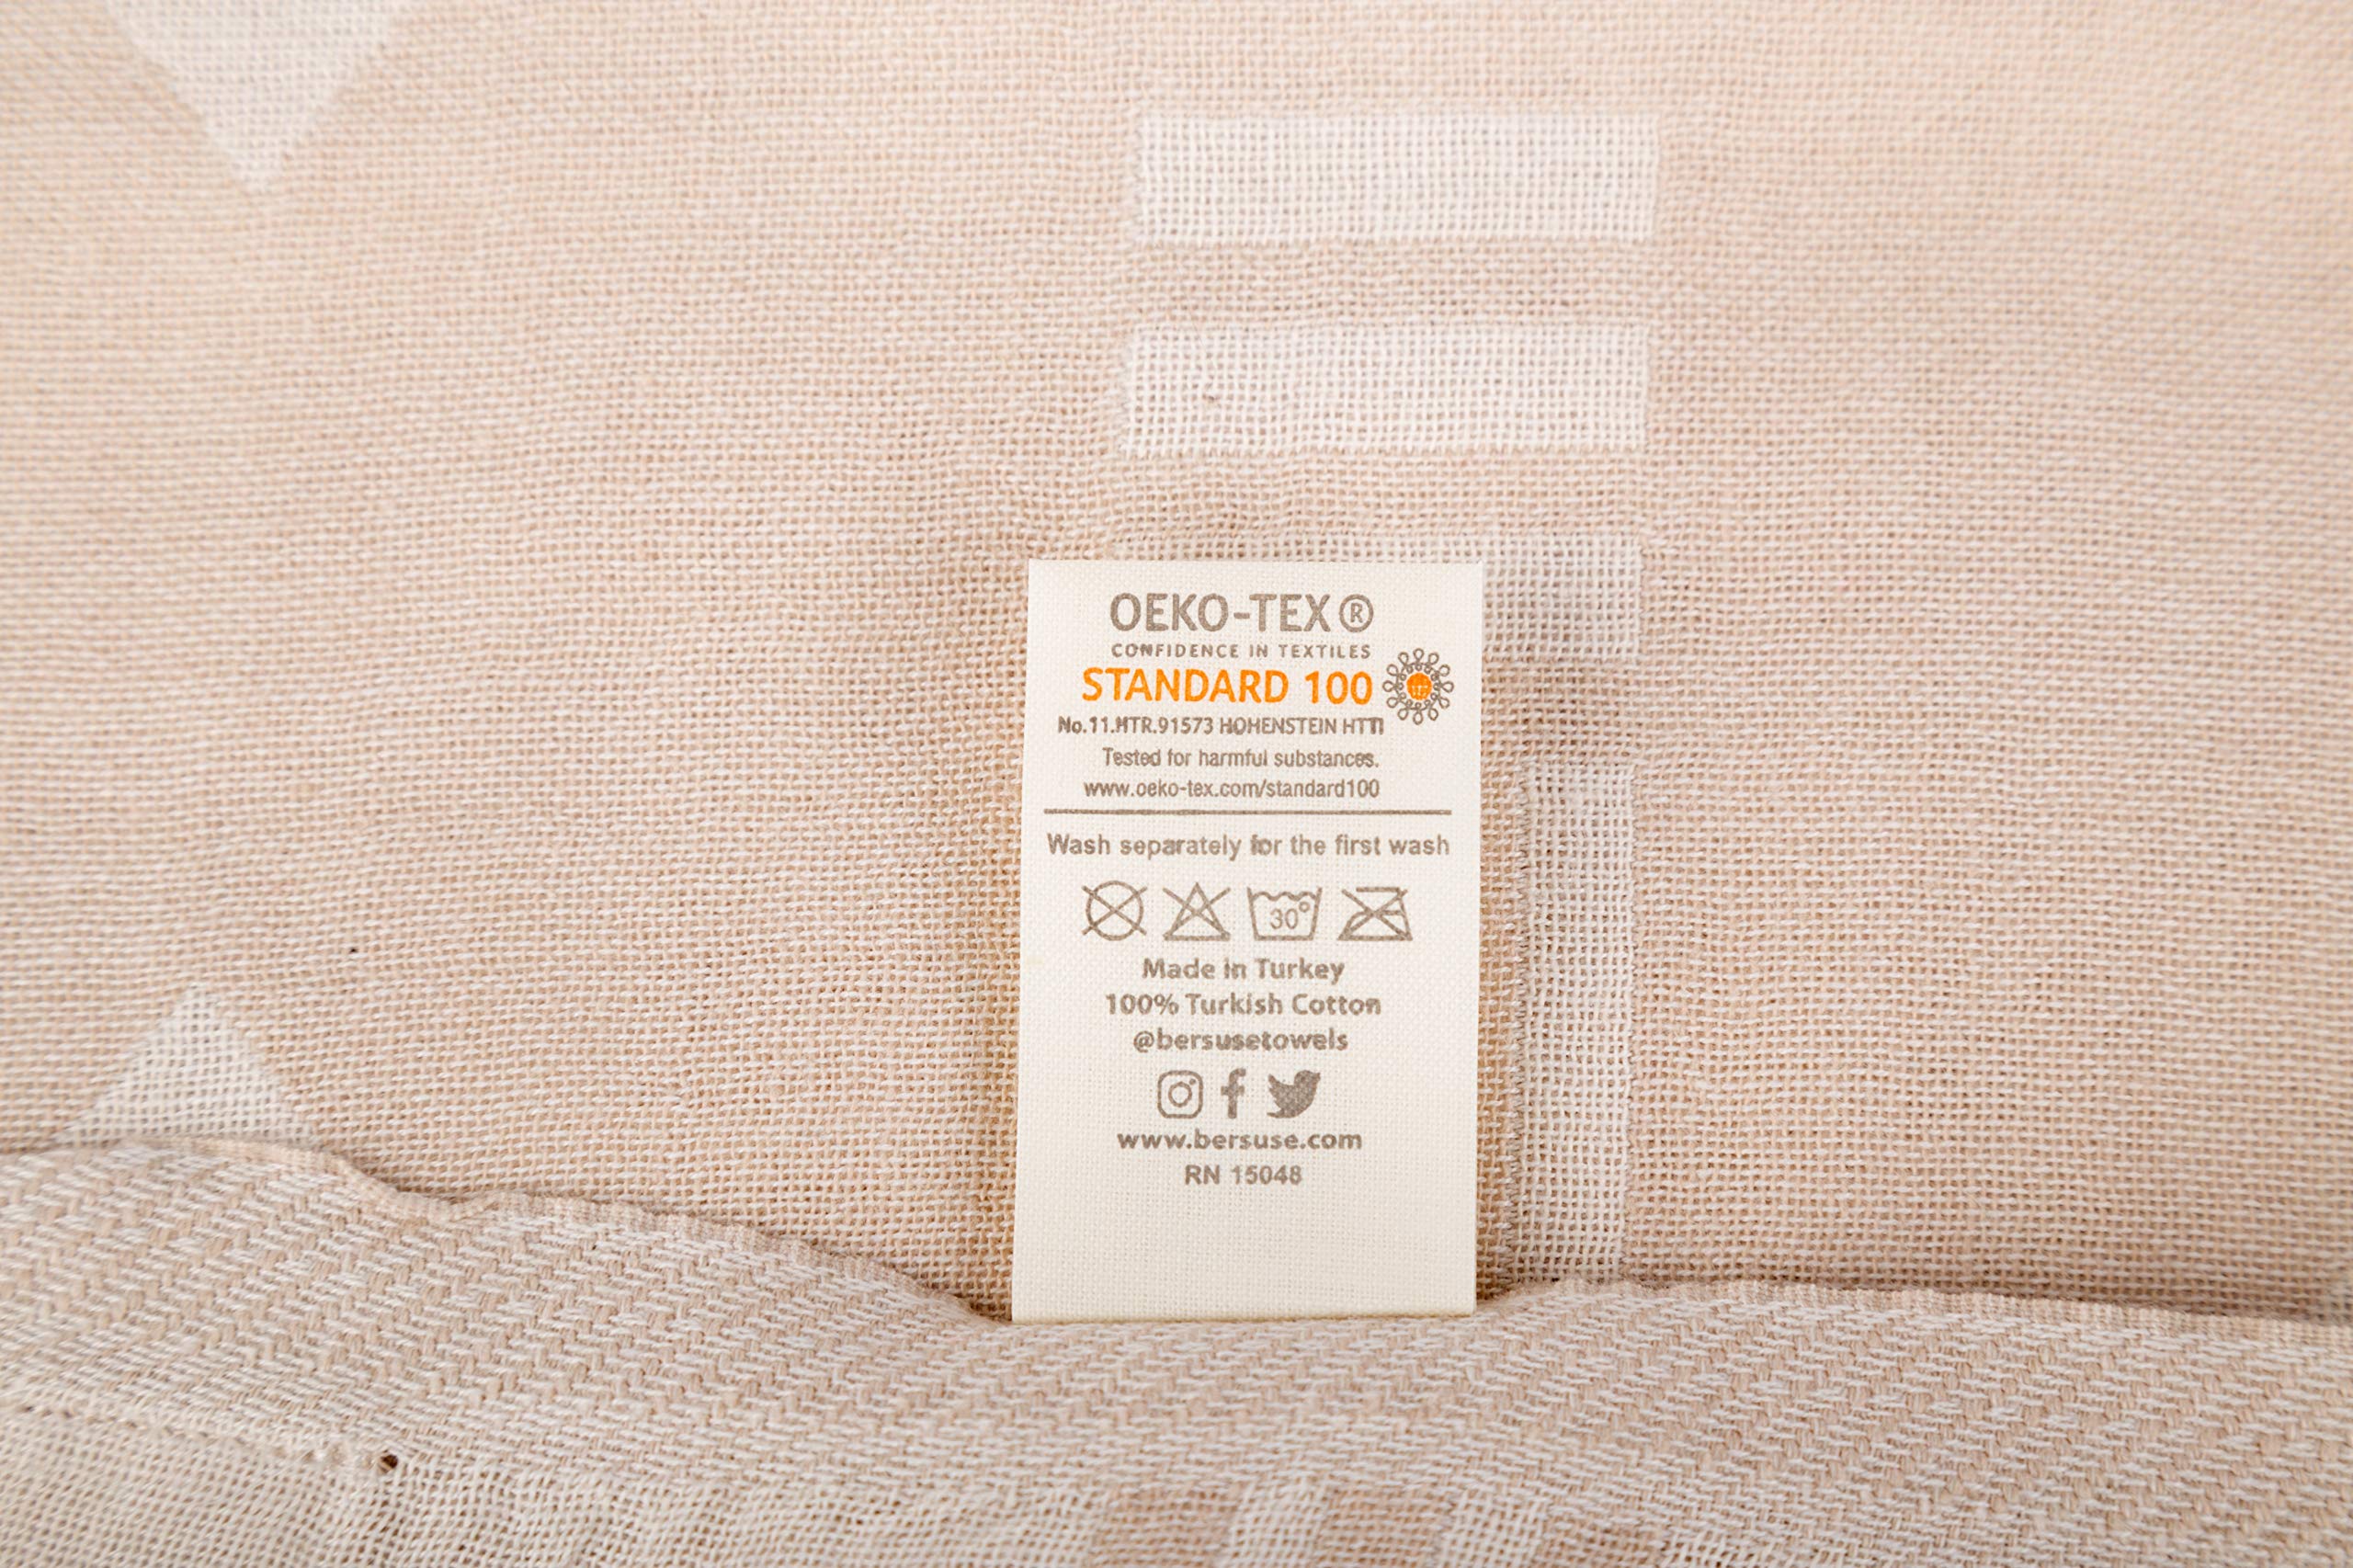 OEKO-TEX®
CONFIDENCE IN TEXTILES
STANDARD 100
No.11.HTR.91573 HOHENSTEIN HTTI
Tested for harmful substances.
www.oeko-tex.com/standard100
Wash separately for the first wash
30°
Made in Turkey
100% Turkish Cotton
@bersusetowels
www.bersuse.com
RN 15048